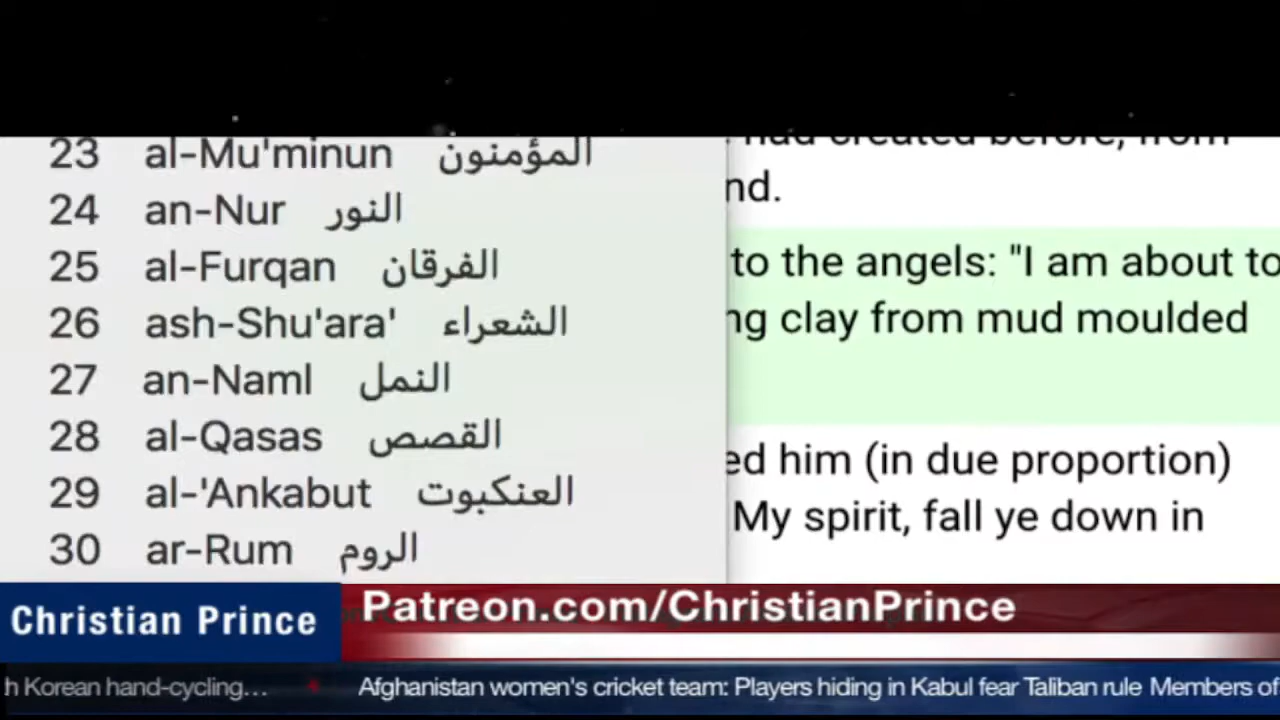 23 al-Mu'minun المؤمنون
24 an-Nur النور
25 al-Furqan الفرقان
26 ash-Shu'ara' الشعراء
27 an-Naml النمل
28 al-Qasas القصص
29 al-'Ankabut العنكبوت
30 ar-Rum الروم
had created before, from
nd.
to the angels: "I am about to
ng clay from mud moulded
ed him (in due proportion)
My spirit, fall ye down in
Christian Prince
Patreon.com/ChristianPrince
h Korean hand-cycling... Afghanistan women's cricket team: Players hiding in Kabul fear Taliban rule Members of